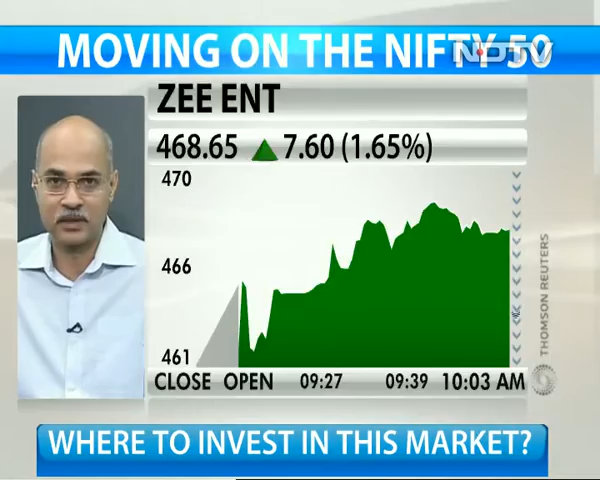 MOVING ON THE NIFTY 50
NDTV
ZEE ENT
468.65 ▲ 7.60 (1.65%)
470
466
461
CLOSE OPEN 09:27 09:39 10:03 AM
THOMSON REUTERS
WHERE TO INVEST IN THIS MARKET?